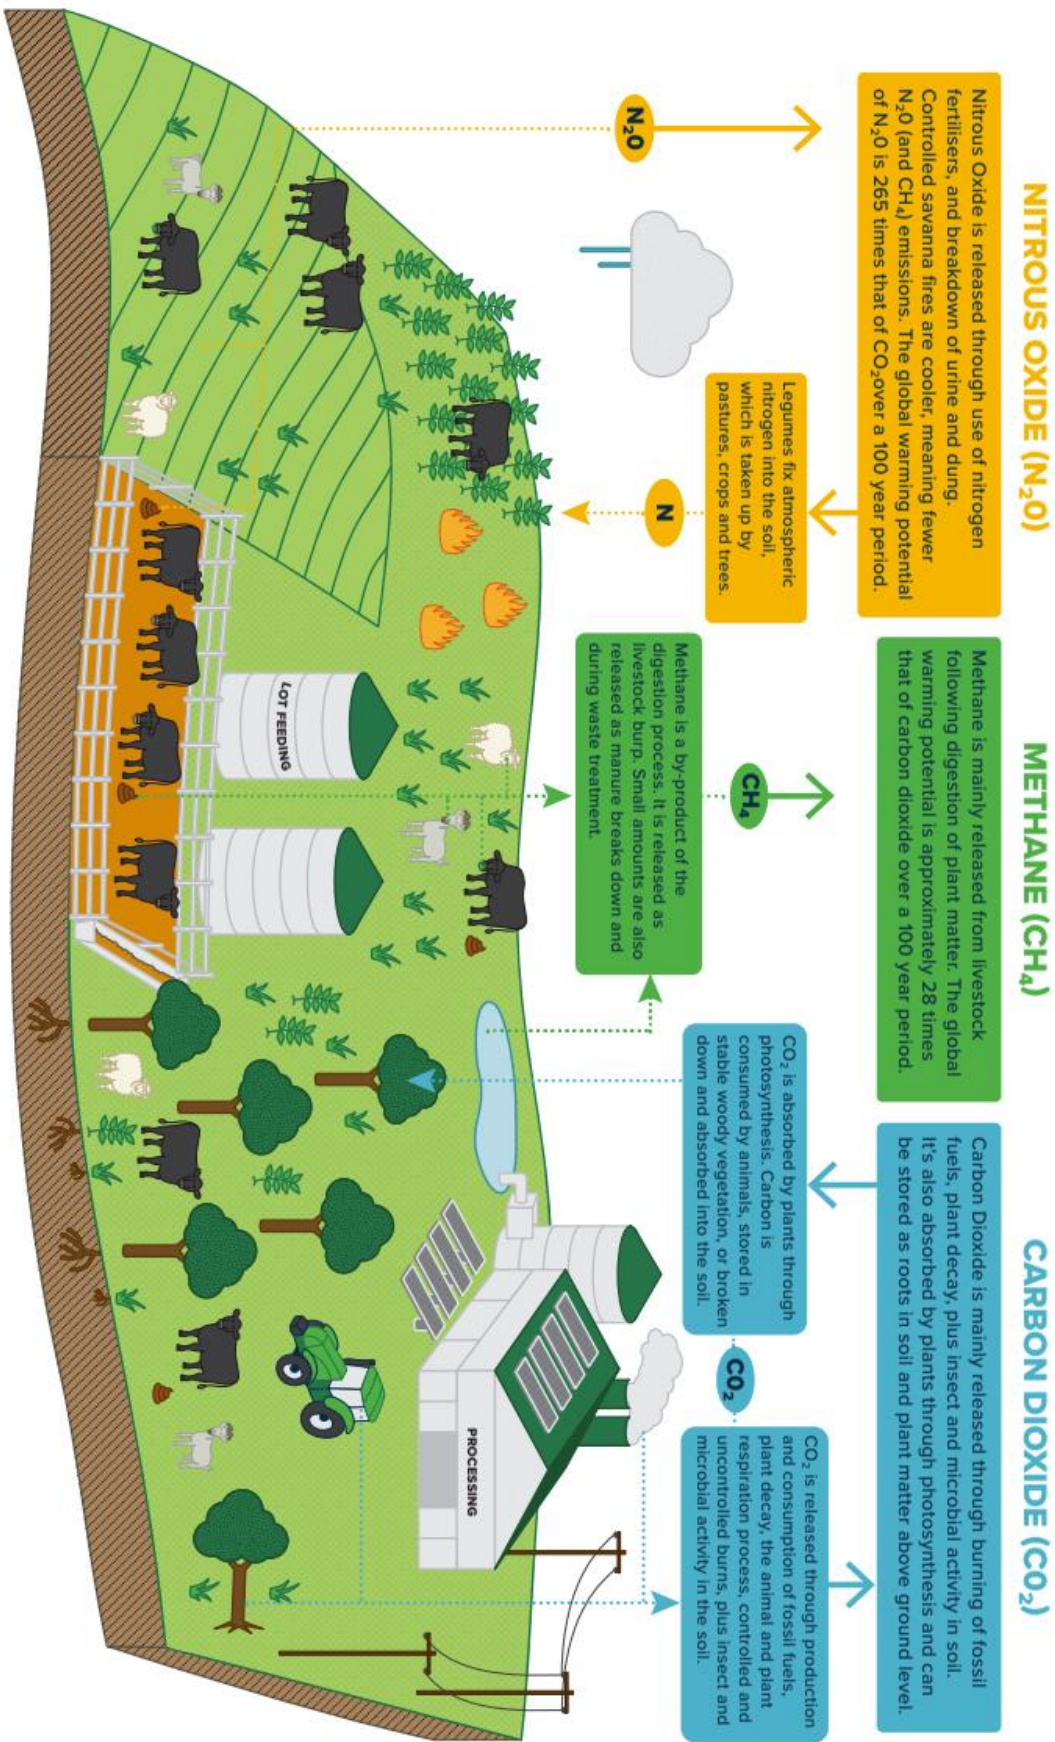 NITROUS OXIDE (N₂0)
Nitrous Oxide is released through use of nitrogen
fertilisers, and breakdown of urine and dung.
Controlled savanna fires are cooler, meaning fewer
N₂0 (and CH₄) emissions. The global warming potential
of N₂0 is 265 times that of CO₂over a 100 year period.
N₂0
Legumes fix atmospheric
nitrogen into the soil,
which is taken up by
pastures, crops and trees.
N
METHANE (CH₄)
Methane is mainly released from livestock
following digestion of plant matter. The global
warming potential is approximately 28 times
that of carbon dioxide over a 100 year period.
CH₄
Methane is a by-product of the
digestion process. It is released as
livestock burp. Small amounts are also
released as manure breaks down and
during waste treatment.
CARBON DIOXIDE (CO₂)
Carbon Dioxide is mainly released through burning of fossil
fuels, plant decay, plus insect and microbial activity in soil.
It's also absorbed by plants through photosynthesis and can
be stored as roots in soil and plant matter above ground level.
CO₂ is absorbed by plants through
photosynthesis. Carbon is
consumed by animals, stored in
stable woody vegetation, or broken
down and absorbed into the soil.
CO₂
CO₂ is released through production
and consumption of fossil fuels,
plant decay, the animal and plant
respiration process, controlled and
uncontrolled burns, plus insect and
microbial activity in the soil.
LOT FEEDING
PROCESSING